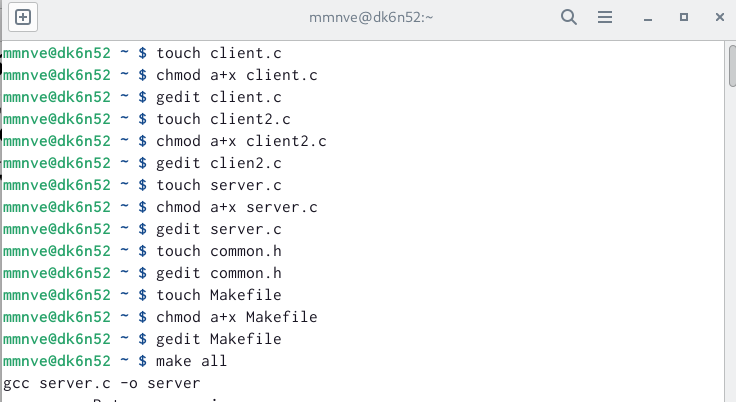 mmnve@dk6n52:~
mmnve@dk6n52 ~ $ touch client.c
mmnve@dk6n52 ~ $ chmod a+x client.c
mmnve@dk6n52 ~ $ gedit client.c
mmnve@dk6n52 ~ $ touch client2.c
mmnve@dk6n52 ~ $ chmod a+x client2.c
mmnve@dk6n52 ~ $ gedit clien2.c
mmnve@dk6n52 ~ $ touch server.c
mmnve@dk6n52 ~ $ chmod a+x server.c
mmnve@dk6n52 ~ $ gedit server.c
mmnve@dk6n52 ~ $ touch common.h
mmnve@dk6n52 ~ $ gedit common.h
mmnve@dk6n52 ~ $ touch Makefile
mmnve@dk6n52 ~ $ chmod a+x Makefile
mmnve@dk6n52 ~ $ gedit Makefile
mmnve@dk6n52 ~ $ make all
gcc server.c -o server